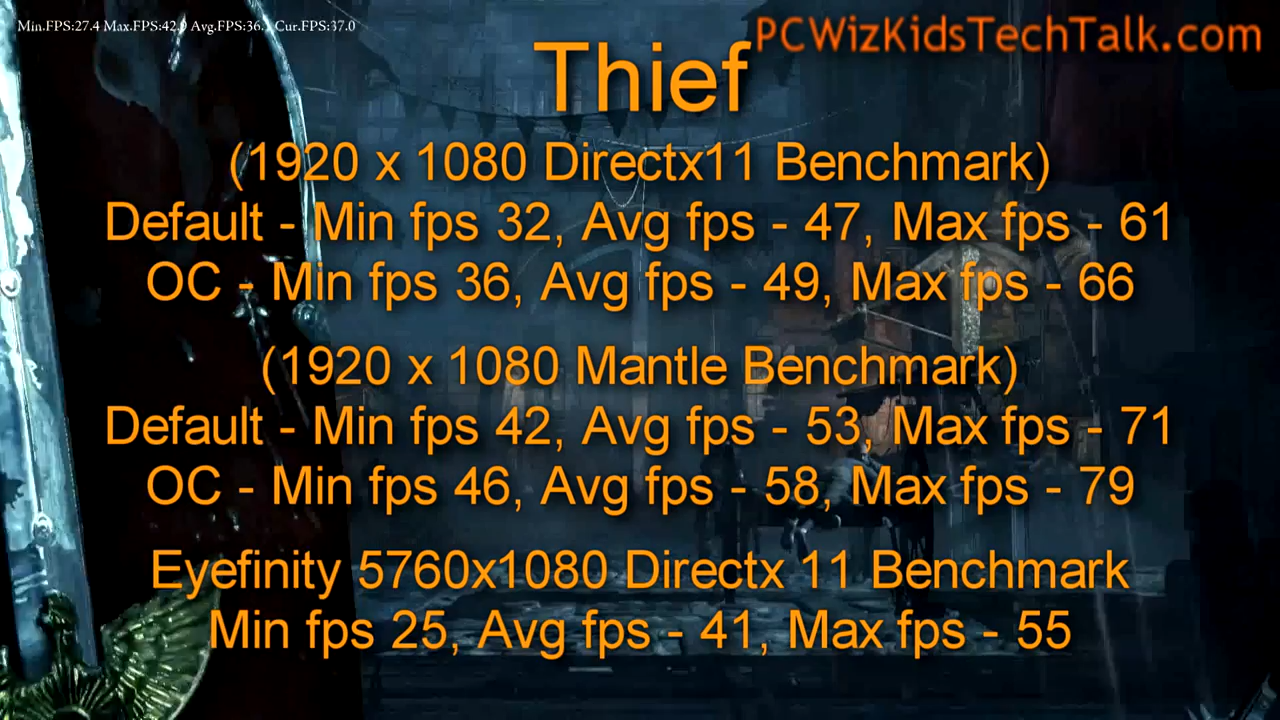 Min.FPS:27.4 Max.FPS:42.0 Avg.FPS:36. Cur.FPS:37.0
PCWizKidsTechTalk.com
Thief
(1920 x 1080 Directx11 Benchmark)
Default - Min fps 32, Avg fps - 47, Max fps - 61
OC - Min fps 36, Avg fps - 49, Max fps - 66
(1920 x 1080 Mantle Benchmark)
Default - Min fps 42, Avg fps - 53, Max fps - 71
OC - Min fps 46, Avg fps - 58, Max fps - 79
Eyefinity 5760x1080 Directx 11 Benchmark
Min fps 25, Avg fps - 41, Max fps - 55